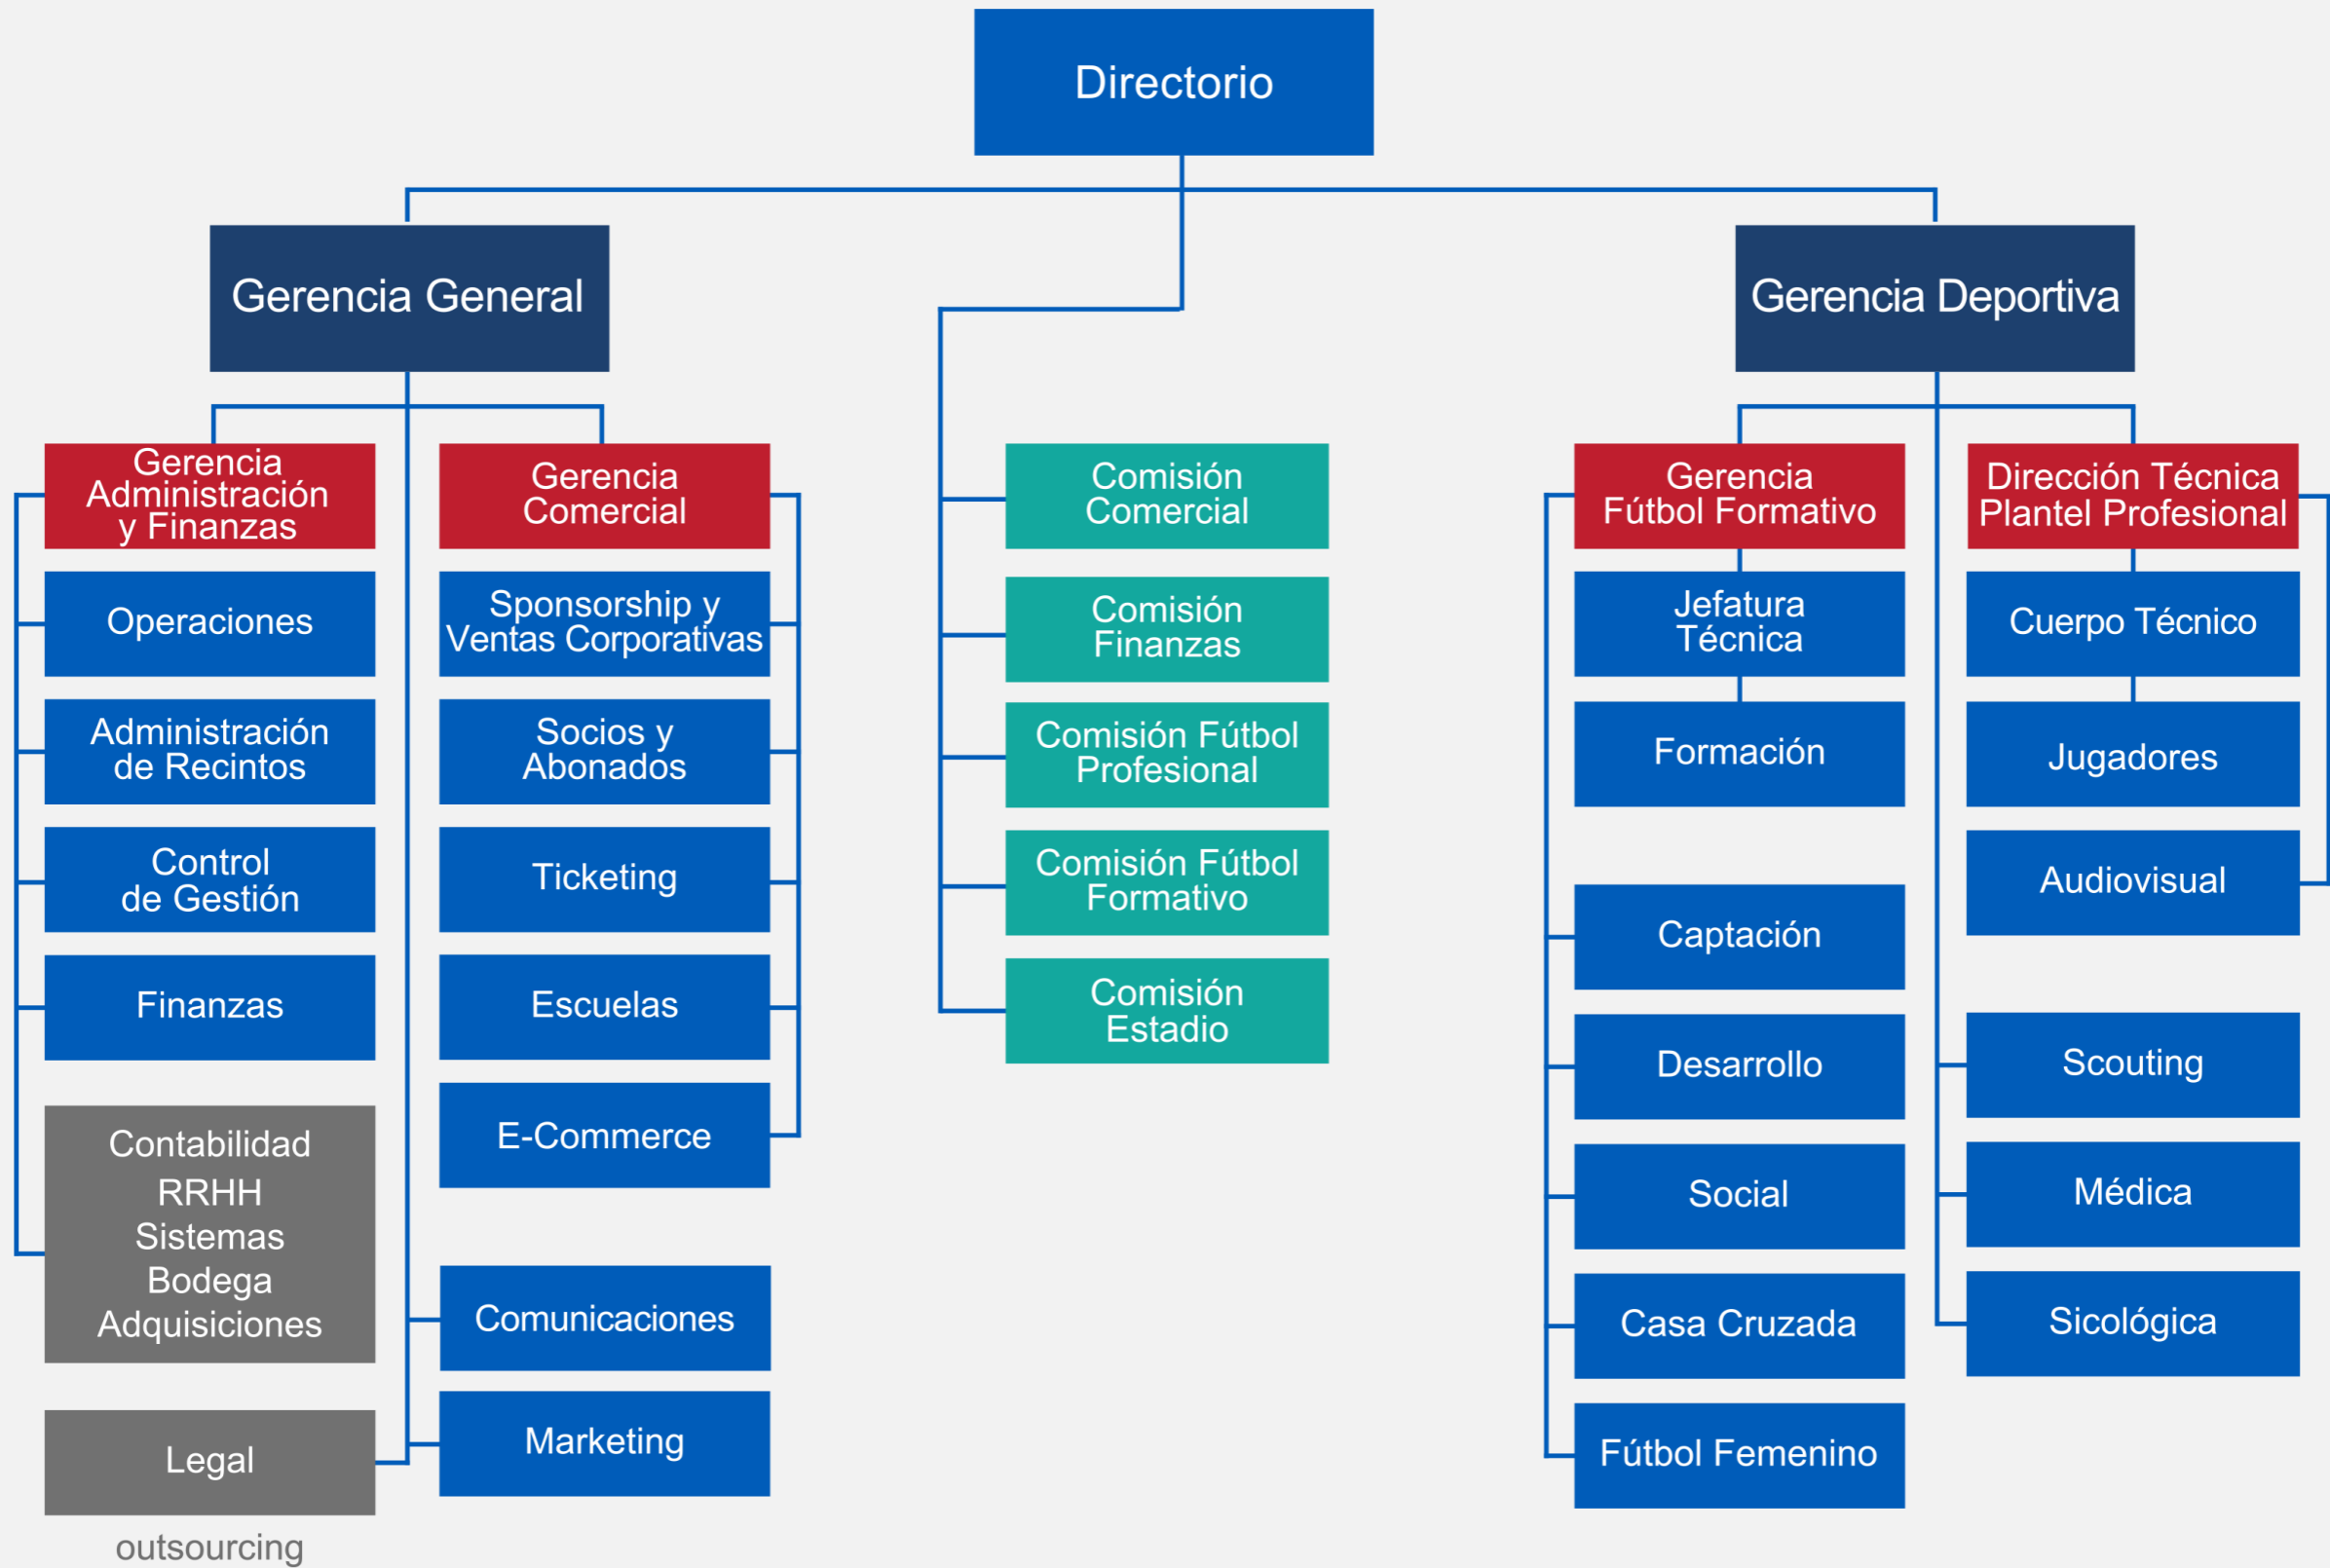 Directorio
Gerencia General
Gerencia Deportiva
Gerencia
Administración
y Finanzas
Operaciones
Administración
de Recintos
Control
de Gestión
Finanzas
Contabilidad
RRHH
Sistemas
Bodega
Adquisiciones
Legal
outsourcing
Gerencia
Comercial
Sponsorship y
Ventas Corporativas
Socios y
Abonados
Ticketing
Escuelas
E-Commerce
Comunicaciones
Marketing
Comisión
Comercial
Comisión
Finanzas
Comisión Fútbol
Profesional
Comisión Fútbol
Formativo
Comisión
Estadio
Gerencia
Fútbol Formativo
Jefatura
Técnica
Formación
Captación
Desarrollo
Social
Casa Cruzada
Fútbol Femenino
Dirección Técnica
Plantel Profesional
Cuerpo Técnico
Jugadores
Audiovisual
Scouting
Médica
Sicológica